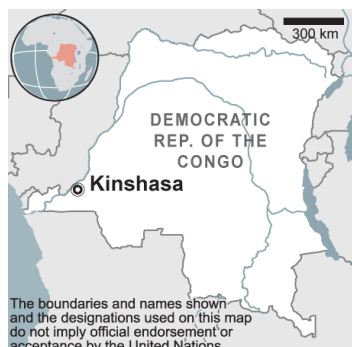 300 km
DEMOCRATIC
REP. OF THE
CONGO
Kinshasa
The boundaries and names shown
and the designations used on this map
do not imply official endorsement or
acceptance by the United Nations.